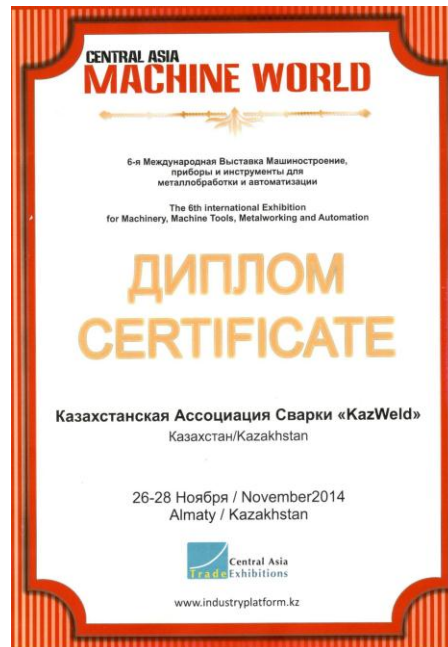 CENTRAL ASIA
MACHINE WORLD
6-я Международная Выставка Машиностроение,
приборы и инструменты для
металлобработки и автоматизации
The 6th international Exhibition
for Machinery, Machine Tools, Metalworking and Automation
ДИПЛОМ
CERTIFICATE
Казахстанская Ассоциация Сварки «KazWeld»
Казахстан/Kazakhstan
26-28 Ноября / November2014
Almaty / Kazakhstan
Central Asia
Trade Exhibitions
www.industryplatform.kz